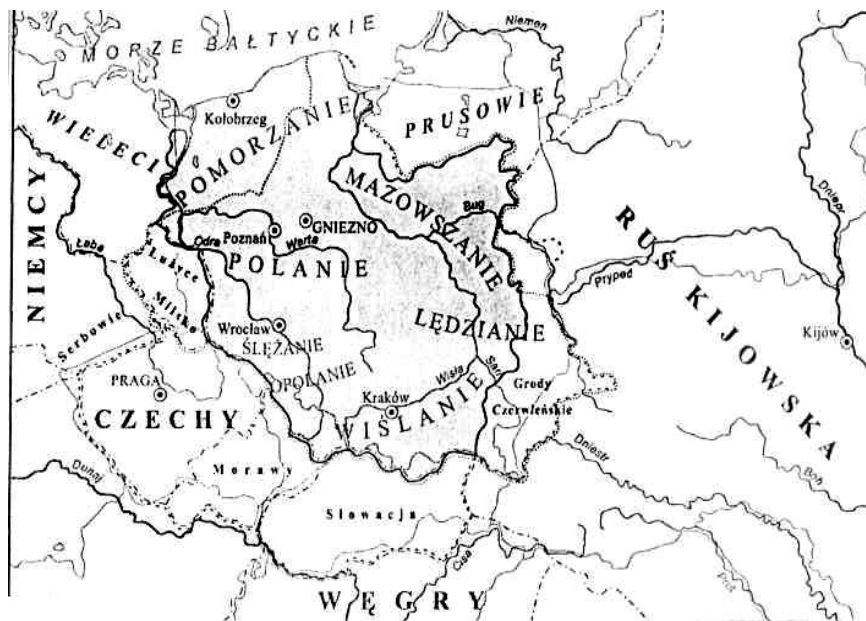 MORZE BAŁTYCKIE
Niemen
Kołobrzeg
POMORZANIE
PRUSOWIE
WIELECI
MAZOWSZANIE
Bug
Dniepr
NIEMCY
GNIEZNO
Poznań
Warta
Odra
POLANIE
RUŚ KIJOWSKA
Łaba
Łużyce
Prypeć
Milsko
Serbowie
LĘDZIANIE
Wrocław
ŚLĘŻANIE
Kijów
OPOLANIE
PRAGA
Wisła
San
Kraków
Grody
Czerwieńskie
CZECHY
WIŚLANIE
Morawy
Dniestr
Boh
Dunaj
Słowacja
Cisa
WĘGRY